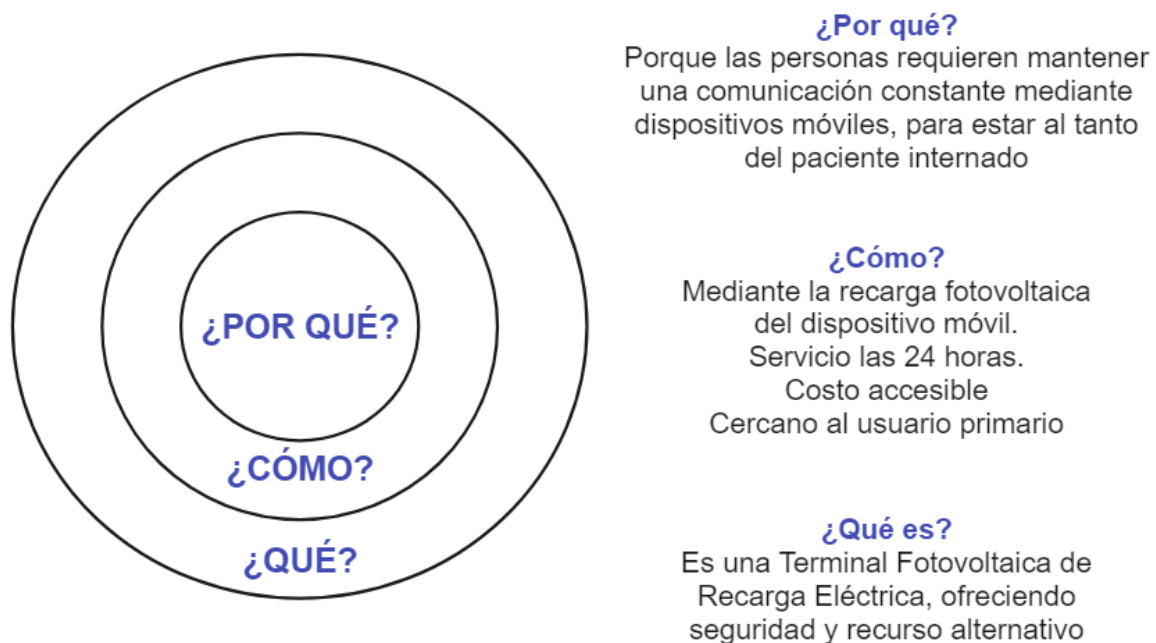 ¿POR QUÉ?
¿CÓMO?
¿QUÉ?
¿Por qué?
Porque las personas requieren mantener
una comunicación constante mediante
dispositivos móviles, para estar al tanto
del paciente internado
¿Cómo?
Mediante la recarga fotovoltaica
del dispositivo móvil.
Servicio las 24 horas.
Costo accesible
Cercano al usuario primario
¿Qué es?
Es una Terminal Fotovoltaica de
Recarga Eléctrica, ofreciendo
seguridad y recurso alternativo